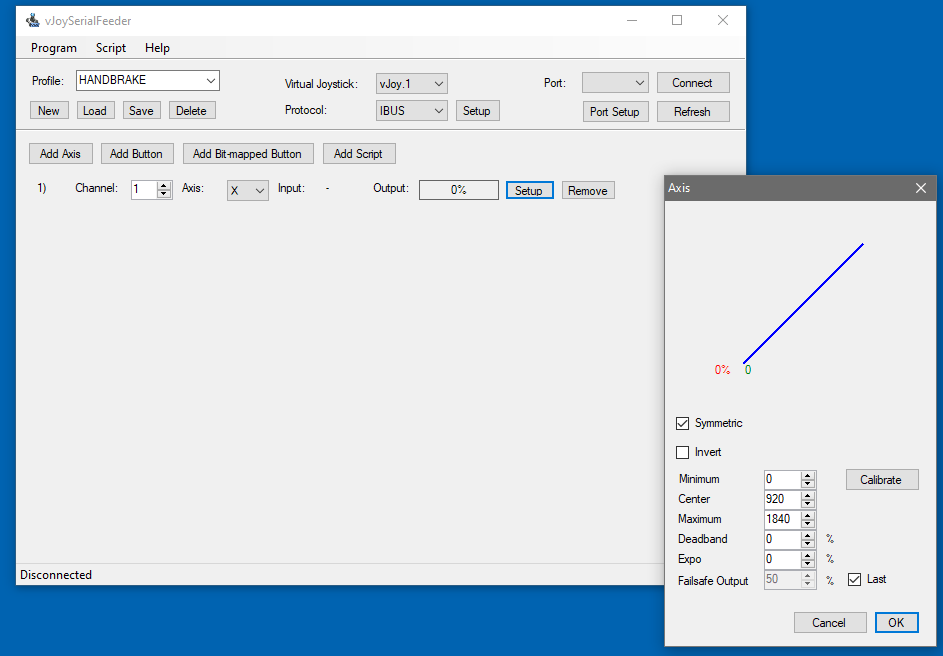 vJoySerialFeeder
Program Script Help
Profile: HANDBRAKE Virtual Joystick: vJoy.1 Port: Connect
New Load Save Delete Protocol: IBUS Setup Port Setup Refresh
Add Axis Add Button Add Bit-mapped Button Add Script
1) Channel: 1 Axis: X Input: - Output: 0% Setup Remove
Disconnected
Axis
0% 0
Symmetric
Invert
Minimum 0 Calibrate
Center 920
Maximum 1840
Deadband 0 %
Expo 0 %
Failsafe Output 50 % Last
Cancel OK